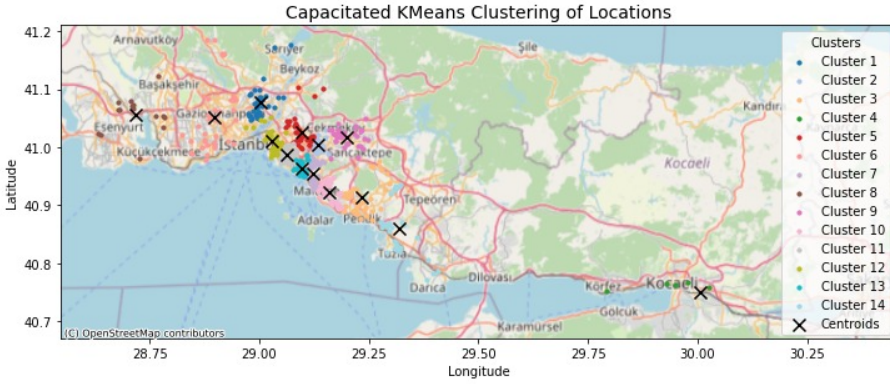 Capacitated KMeans Clustering of Locations
41.2
41.1
41.0
40.9
40.8
40.7
Latitude
28.75
29.00
29.25
29.50
29.75
30.00
30.25
Longitude
Clusters
Cluster 1
Cluster 2
Cluster 3
Cluster 4
Cluster 5
Cluster 6
Cluster 7
Cluster 8
Cluster 9
Cluster 10
Cluster 11
Cluster 12
Cluster 13
Cluster 14
Centroids
Arnavutköy
Sarıyer
Şile
Beykoz
Başakşehir
Kandıra
Esenyurt
Küçükçekmece
Sancaktepe
Kocaeli
Tepeören
Adalar
Pendik
Tuzla
Darıca
Dilovası
Körfez
Kocaeli
Gölcük
Karamürsel
(C) OpenStreetMap contributors